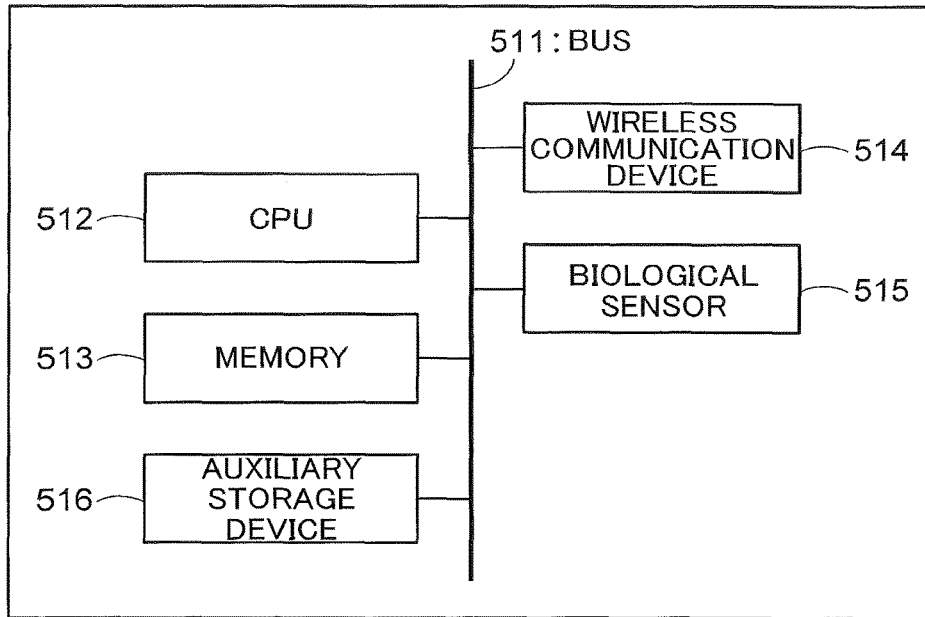 511:BUS
WIRELESS
COMMUNICATION
DEVICE
514
512
CPU
BIOLOGICAL
SENSOR
515
513
MEMORY
516
AUXILIARY
STORAGE
DEVICE